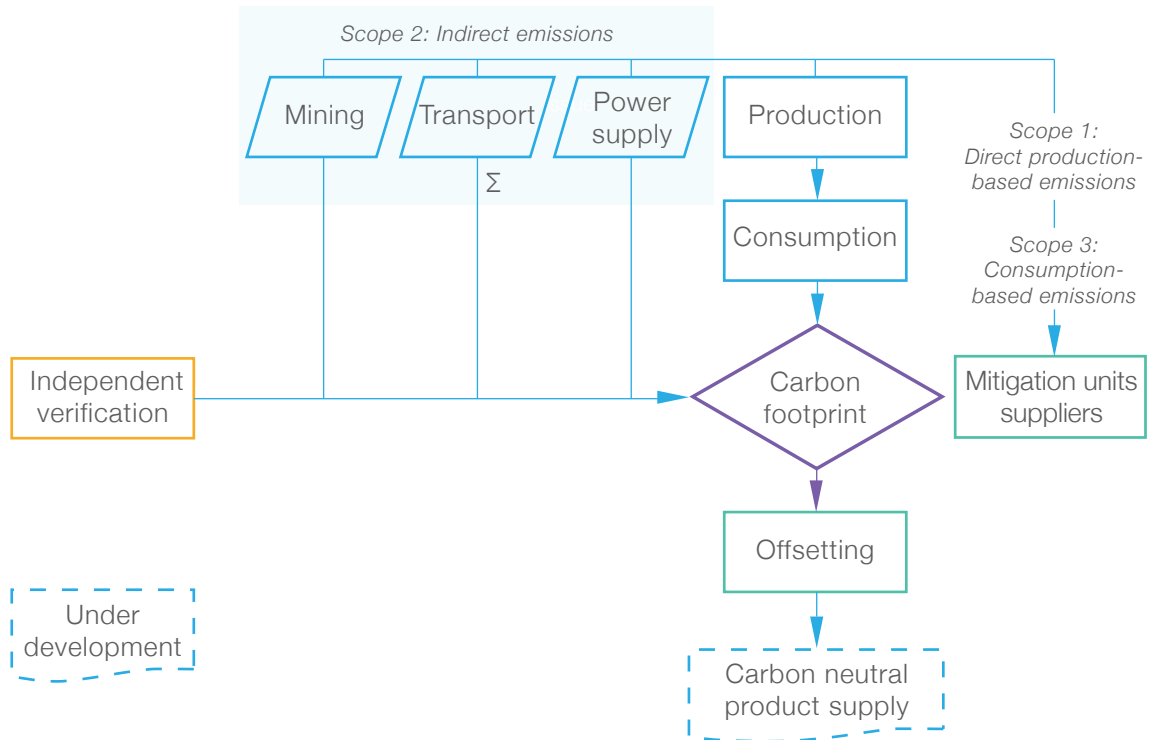 Scope 2: Indirect emissions
Mining
Transport
Power
supply
Production
Scope 1:
Direct production-
based emissions
Σ
Consumption
Scope 3:
Consumption-
based emissions
Independent
verification
Carbon
footprint
Mitigation units
suppliers
Offsetting
Under
development
Carbon neutral
product supply